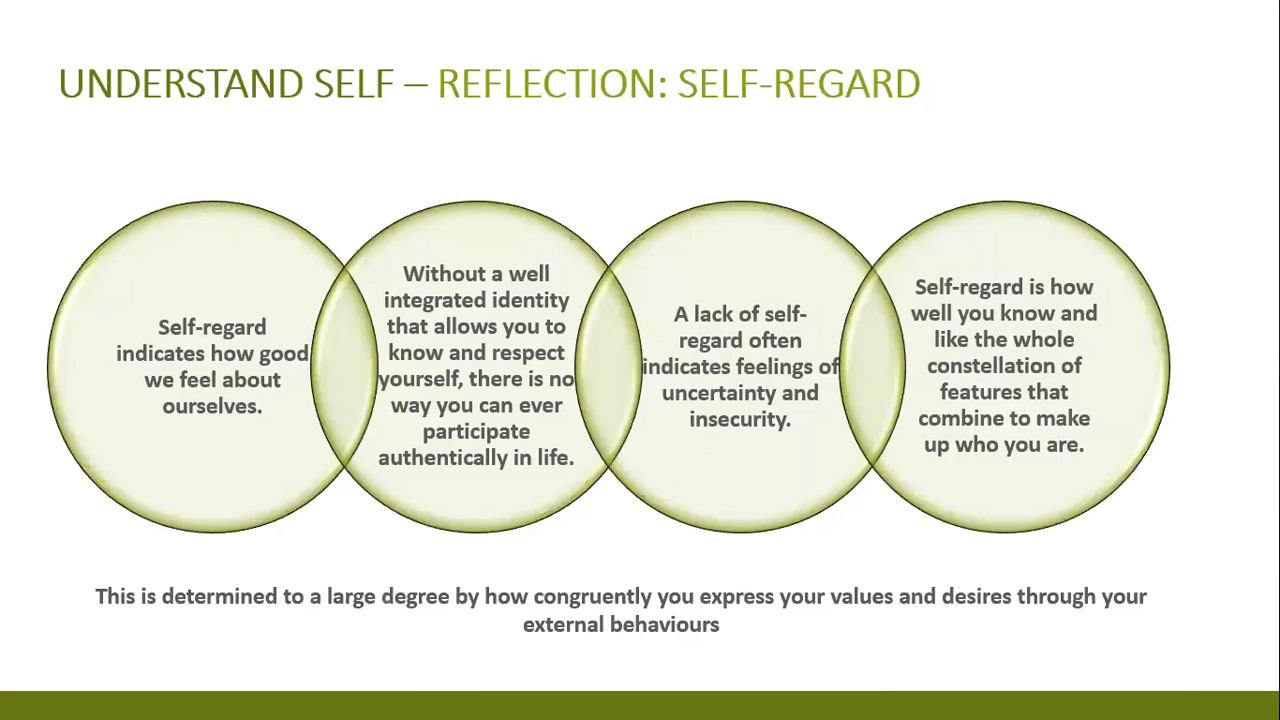 UNDERSTAND SELF – REFLECTION: SELF-REGARD
Self-regard
indicates how good
we feel about
ourselves.
Without a well
integrated identity
that allows you to
know and respect
yourself, there is no
way you can ever
participate
authentically in life.
A lack of self-
regard often
indicates feelings of
uncertainty and
insecurity.
Self-regard is how
well you know and
like the whole
constellation of
features that
combine to make
up who you are.
This is determined to a large degree by how congruently you express your values and desires through your
external behaviours